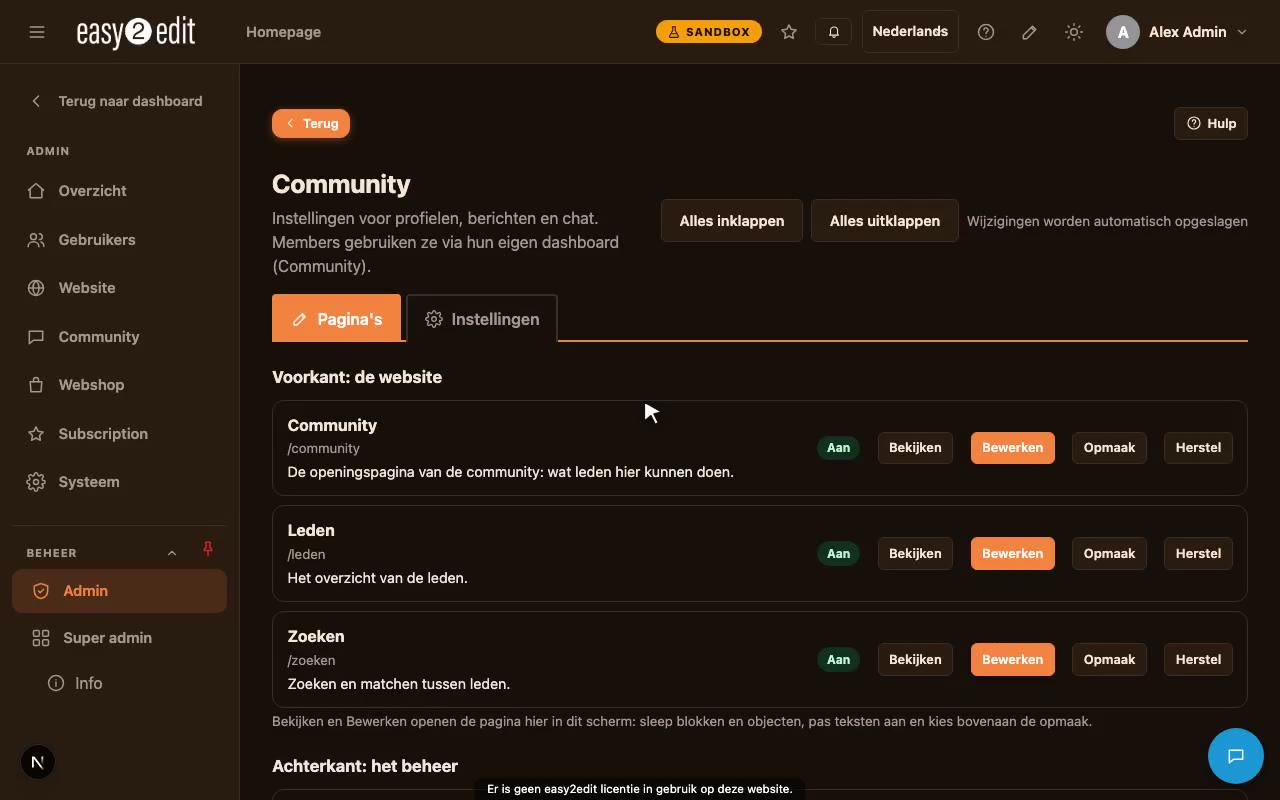 easy2edit
Homepage
SANDBOX
Nederlands
A
Alex Admin
Terug naar dashboard
ADMIN
Overzicht
Gebruikers
Website
Community
Webshop
Subscription
Systeem
BEHEER
Admin
Super admin
Info
N
Terug
Hulp
Community
Instellingen voor profielen, berichten en chat.
Members gebruiken ze via hun eigen dashboard
(Community).
Alles inklappen
Alles uitklappen
Wijzigingen worden automatisch opgeslagen
Pagina's
Instellingen
Voorkant: de website
Community
/community
De openingspagina van de community: wat leden hier kunnen doen.
Aan
Bekijken
Bewerken
Opmaak
Herstel
Leden
/leden
Het overzicht van de leden.
Aan
Bekijken
Bewerken
Opmaak
Herstel
Zoeken
/zoeken
Zoeken en matchen tussen leden.
Aan
Bekijken
Bewerken
Opmaak
Herstel
Bekijken en Bewerken openen de pagina hier in dit scherm: sleep blokken en objecten, pas teksten aan en kies bovenaan de opmaak.
Achterkant: het beheer
Er is geen easy2edit licentie in gebruik op deze website.